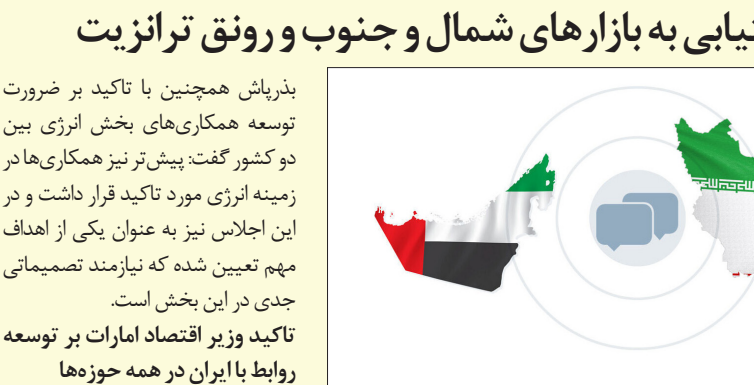 نیابی به بازارهای شمال و جنوب و رونق ترانزیت
بذرپاش همچنین با تاکید بر ضرورت
توسعه همکاری‌های بخش انرژی بین
دو کشور گفت: پیش‌تر نیز همکاری‌ها در
زمینه انرژی مورد تاکید قرار داشت و در
این اجلاس نیز به عنوان یکی از اهداف
مهم تعیین شده که نیازمند تصمیماتی
جدی در این بخش است.
تاکید وزیر اقتصاد امارات بر توسعه
روابط با ایران در همه حوزه‌ها